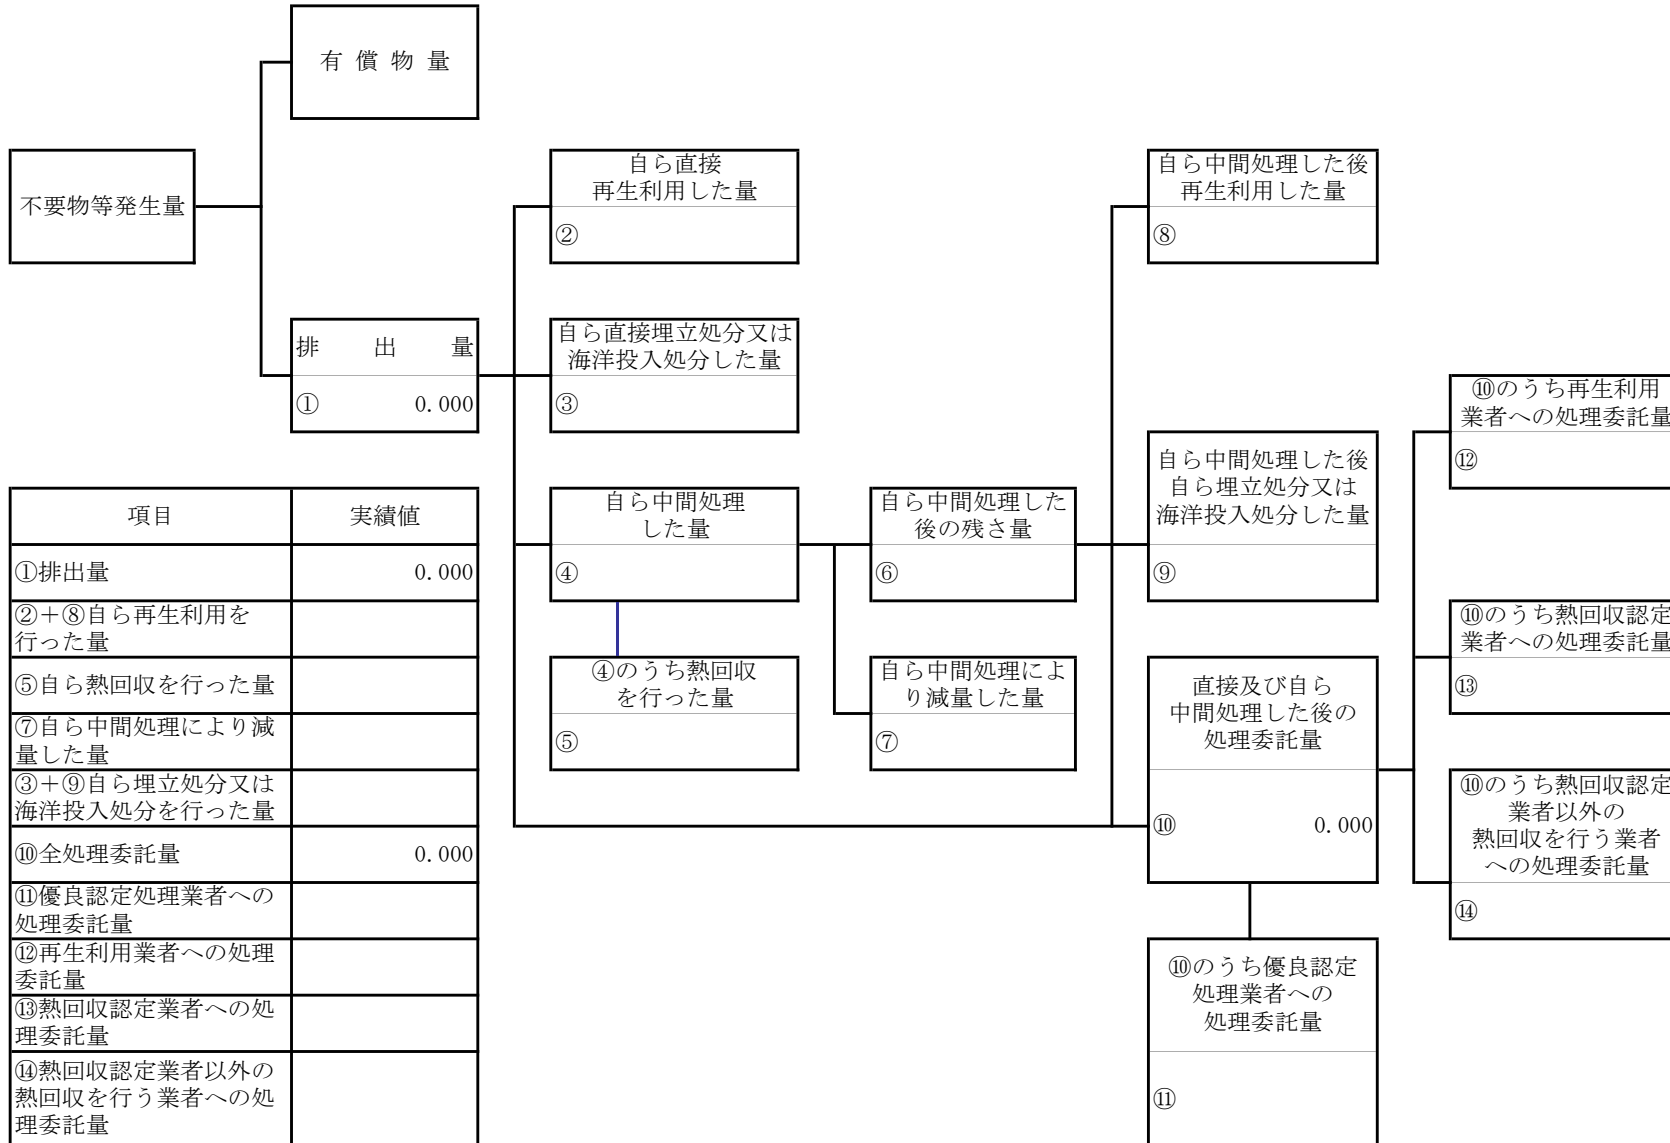 有償物量
不要物等発生量
排出量
① 0.000
自ら直接
再生利用した量
②
自ら直接埋立処分又は
海洋投入処分した量
③
自ら中間処理
した量
④
④のうち熱回収
を行った量
⑤
自ら中間処理した
後の残さ量
⑥
自ら中間処理によ
り減量した量
⑦
自ら中間処理した後
再生利用した量
⑧
自ら中間処理した後
自ら埋立処分又は
海洋投入処分した量
⑨
直接及び自ら
中間処理した後の
処理委託量
⑩ 0.000
⑩のうち優良認定
処理業者への
処理委託量
⑪
⑩のうち再生利用
業者への処理委託量
⑫
⑩のうち熱回収認定
業者への処理委託量
⑬
⑩のうち熱回収認定
業者以外の
熱回収を行う業者
への処理委託量
⑭
項目 実績値
①排出量 0.000
②+⑧自ら再生利用を
行った量
⑤自ら熱回収を行った量
⑦自ら中間処理により減
量した量
③+⑨自ら埋立処分又は
海洋投入処分を行った量
⑩全処理委託量 0.000
⑪優良認定処理業者への
処理委託量
⑫再生利用業者への処理
委託量
⑬熱回収認定業者への処
理委託量
⑭熱回収認定業者以外の
熱回収を行う業者への処
理委託量